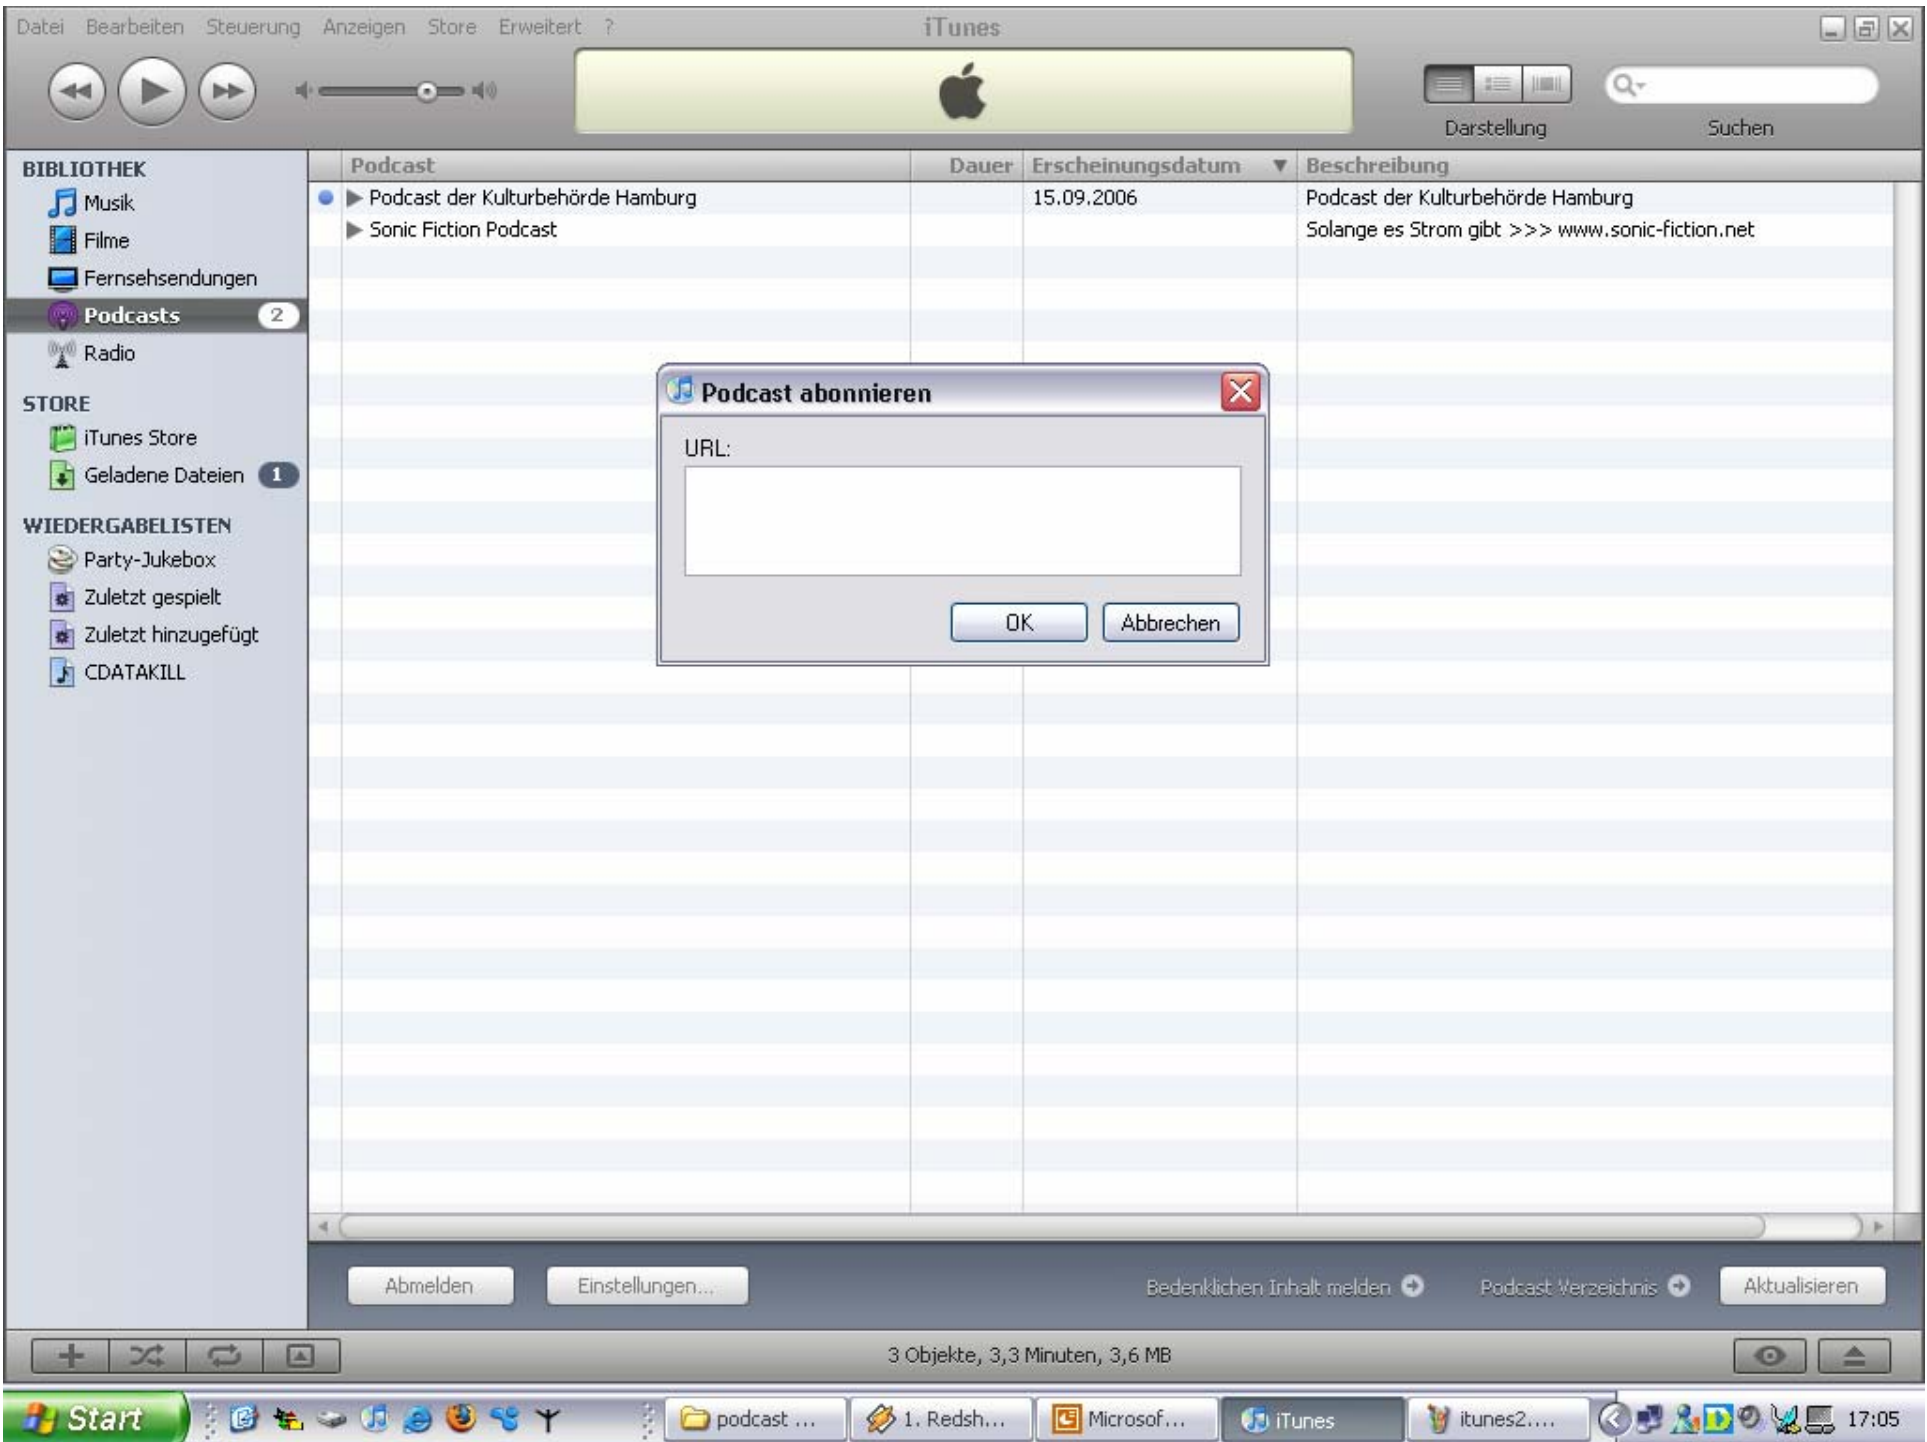 Datei Bearbeiten Steuerung Anzeigen Store Erweitert ? iTunes
Darstellung Suchen
BIBLIOTHEK
Musik
Filme
Fernsehsendungen
Podcasts 2
Radio
STORE
iTunes Store
Geladene Dateien 1
WIEDERGABELISTEN
Party-Jukebox
Zuletzt gespielt
Zuletzt hinzugefügt
CDATAKILL
Podcast Dauer Erscheinungsdatum Beschreibung
Podcast der Kulturbehörde Hamburg 15.09.2006 Podcast der Kulturbehörde Hamburg
Sonic Fiction Podcast Solange es Strom gibt >>> www.sonic-fiction.net
Podcast abonnieren
URL:
OK Abbrechen
Abmelden Einstellungen... Bedenklichen Inhalt melden Podcast Verzeichnis Aktualisieren
3 Objekte, 3,3 Minuten, 3,6 MB
Start podcast ... 1. Redsh... Microsof... iTunes itunes2.... 17:05